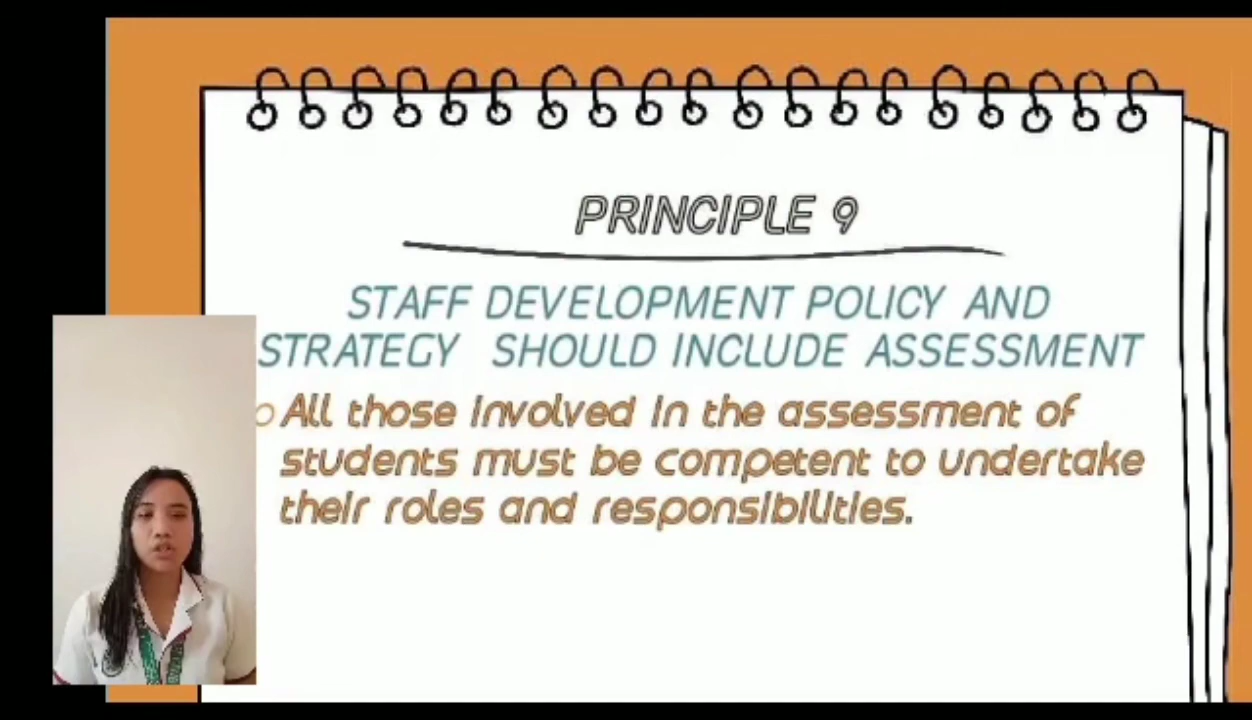 PRINCIPLE 9
STAFF DEVELOPMENT POLICY AND
STRATEGY SHOULD INCLUDE ASSESSMENT
o All those involved in the assessment of
students must be competent to undertake
their roles and responsibilities.